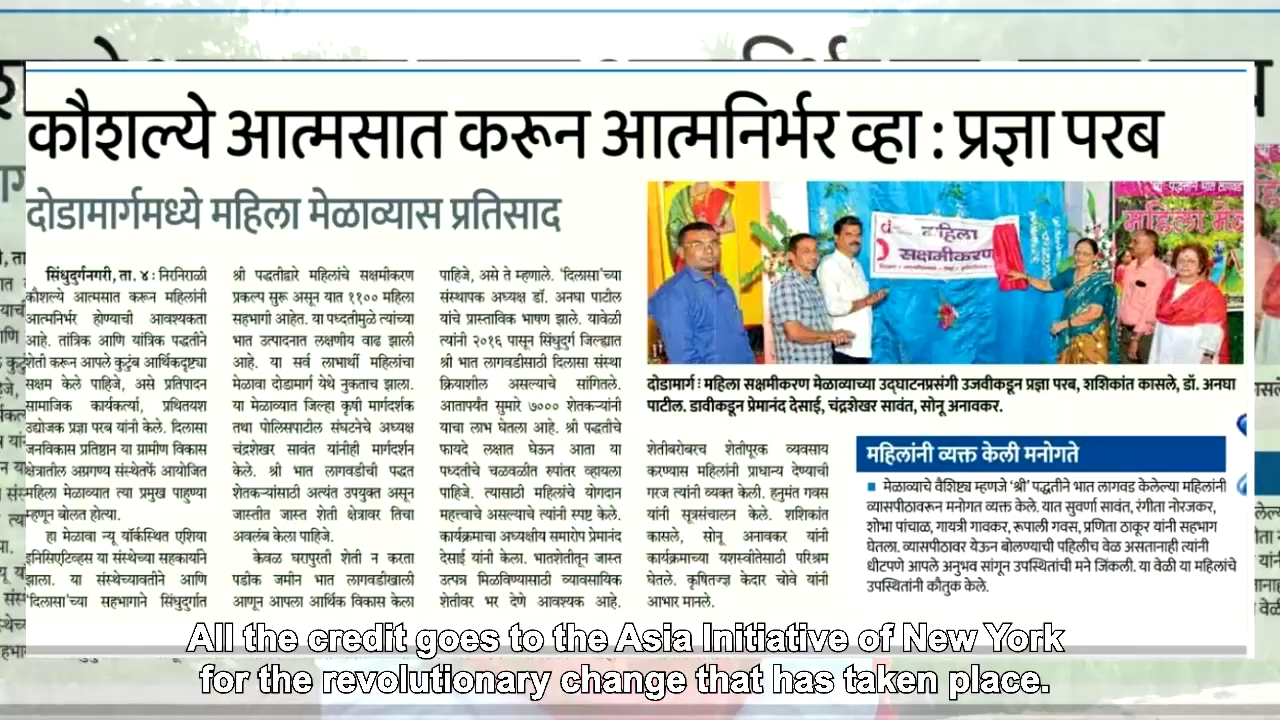 कौशल्ये आत्मसात करून आत्मनिर्भर व्हा : प्रज्ञा परब
दोडामार्गमध्ये महिला मेळाव्यास प्रतिसाद
सिंधुदुर्गनगरी, ता. ४ : निरनिराळी
कौशल्ये आत्मसात करून महिलांनी
आत्मनिर्भर होण्याची आवश्यकता
आहे. तांत्रिक आणि यांत्रिक पद्धतीने
शेती करून आपले कुटुंब आर्थिकदृष्ट्या
सक्षम केले पाहिजे, असे प्रतिपादन
सामाजिक कार्यकर्त्या, प्रथितयश
उद्योजक प्रज्ञा परब यांनी केले. दिलासा
जनविकास प्रतिष्ठान या ग्रामीण विकास
क्षेत्रातील अग्रगण्य संस्थेतर्फे आयोजित
महिला मेळाव्यात त्या प्रमुख पाहुण्या
म्हणून बोलत होत्या.
हा मेळावा न्यू यॉर्कस्थित एशिया
इनिसिएटिव्हस या संस्थेच्या सहकार्याने
झाला. या संस्थेच्यावतीने आणि
'दिलासा'च्या सहभागाने सिंधुदुर्गात
श्री पद्धतीद्वारे महिलांचे सक्षमीकरण
प्रकल्प सुरू असून यात ११०० महिला
सहभागी आहेत. या पध्दतीमुळे त्यांच्या
भात उत्पादनात लक्षणीय वाढ झाली
आहे. या सर्व लाभार्थी महिलांचा
मेळावा दोडामार्ग येथे नुकताच झाला.
या मेळाव्यात जिल्हा कृषी मार्गदर्शक
तथा पोलिसपाटील संघटनेचे अध्यक्ष
चंद्रशेखर सावंत यांनीही मार्गदर्शन
केले. श्री भात लागवडीची पद्धत
शेतकऱ्यांसाठी अत्यंत उपयुक्त असून
जास्तीत जास्त शेती क्षेत्रावर तिचा
अवलंब केला पाहिजे.
केवळ घरापुरती शेती न करता
पडीक जमीन भात लागवडीखाली
आणून आपला आर्थिक विकास केला
पाहिजे, असे ते म्हणाले. 'दिलासा'च्या
संस्थापक अध्यक्ष डॉ. अनघा पाटील
यांचे प्रास्ताविक भाषण झाले. यावेळी
त्यांनी २०१६ पासून सिंधुदुर्ग जिल्ह्यात
श्री भात लागवडीसाठी दिलासा संस्था
क्रियाशील असल्याचे सांगितले.
आतापर्यंत सुमारे ७००० शेतकऱ्यांनी
याचा लाभ घेतला आहे. श्री पद्धतीचे
फायदे लक्षात घेऊन आता या
पध्दतीचे चळवळीत रुपांतर व्हायला
पाहिजे. त्यासाठी महिलांचे योगदान
महत्त्वाचे असल्याचे त्यांनी स्पष्ट केले.
कार्यक्रमाचा अध्यक्षीय समारोप प्रेमानंद
देसाई यांनी केला. भातशेतीतून जास्त
उत्पन्न मिळविण्यासाठी व्यावसायिक
शेतीवर भर देणे आवश्यक आहे.
महिला
सक्षमीकरण
दोडामार्ग : महिला सक्षमीकरण मेळाव्याच्या उद्घाटनप्रसंगी उजवीकडून प्रज्ञा परब, शशिकांत कासले, डॉ. अनघा
पाटील. डावीकडून प्रेमानंद देसाई, चंद्रशेखर सावंत, सोनू अनावकर.
शेतीबरोबरच शेतीपूरक व्यवसाय
करण्यास महिलांनी प्राधान्य देण्याची
गरज त्यांनी व्यक्त केली. हनुमंत गवस
यांनी सूत्रसंचालन केले. शशिकांत
कासले, सोनू अनावकर यांनी
कार्यक्रमाच्या यशस्वीतेसाठी परिश्रम
घेतले. कृषितज्ज्ञ केदार चोवे यांनी
आभार मानले.
महिलांनी व्यक्त केली मनोगते
■ मेळाव्याचे वैशिष्ट्य म्हणजे 'श्री' पद्धतीने भात लागवड केलेल्या महिलांनी
व्यासपीठावरून मनोगत व्यक्त केले. यात सुवर्णा सावंत, रंगीता नोरजकर,
शोभा पांचाळ, गायत्री गावकर, रूपाली गवस, प्रणिता ठाकूर यांनी सहभाग
घेतला. व्यासपीठावर येऊन बोलण्याची पहिलीच वेळ असतानाही त्यांनी
धीटपणे आपले अनुभव सांगून उपस्थितांची मने जिंकली. या वेळी या महिलांचे
उपस्थितांनी कौतुक केले.
All the credit goes to the Asia Initiative of New York
for the revolutionary change that has taken place.